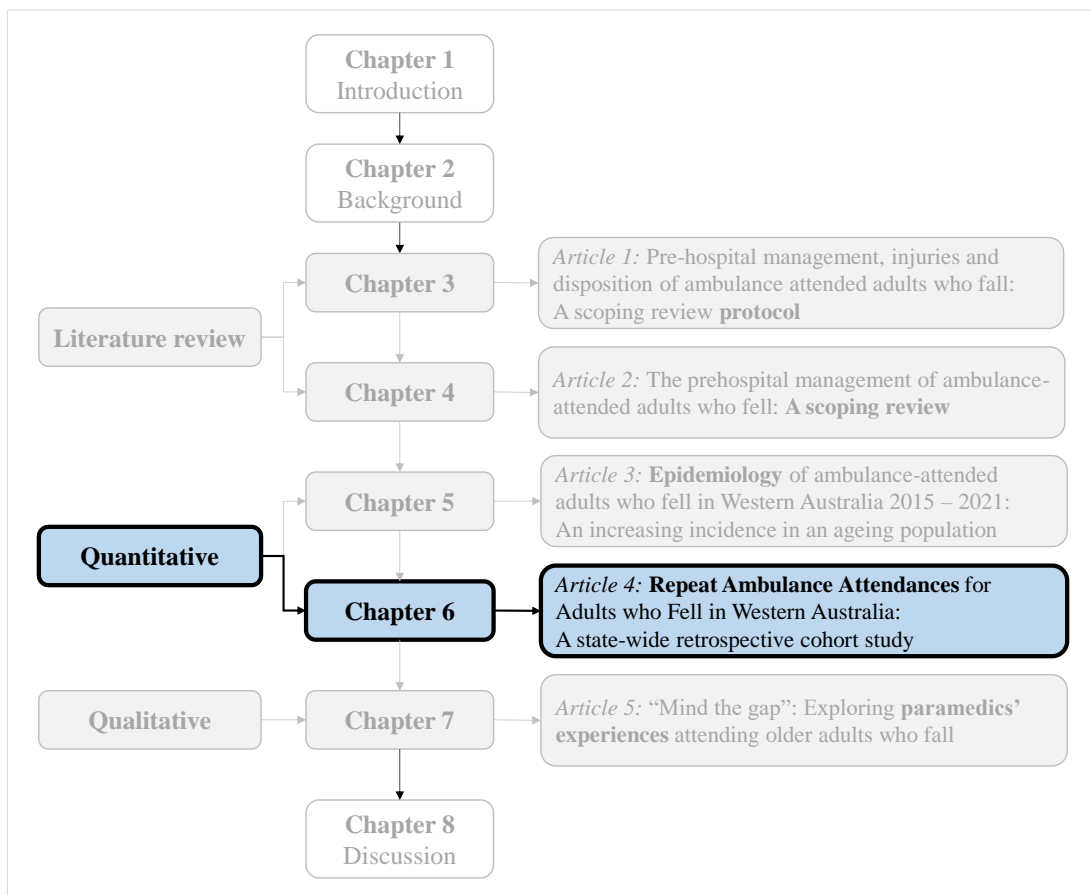 Chapter 1
Introduction
Chapter 2
Background
Literature review
Chapter 3
Article 1: Pre-hospital management, injuries and
disposition of ambulance attended adults who fall:
A scoping review protocol
Chapter 4
Article 2: The prehospital management of ambulance-
attended adults who fell: A scoping review
Quantitative
Chapter 5
Article 3: Epidemiology of ambulance-attended
adults who fell in Western Australia 2015 – 2021:
An increasing incidence in an ageing population
Chapter 6
Article 4: Repeat Ambulance Attendances for
Adults who Fell in Western Australia:
A state-wide retrospective cohort study
Qualitative
Chapter 7
Article 5: “Mind the gap”: Exploring paramedics’
experiences attending older adults who fall
Chapter 8
Discussion